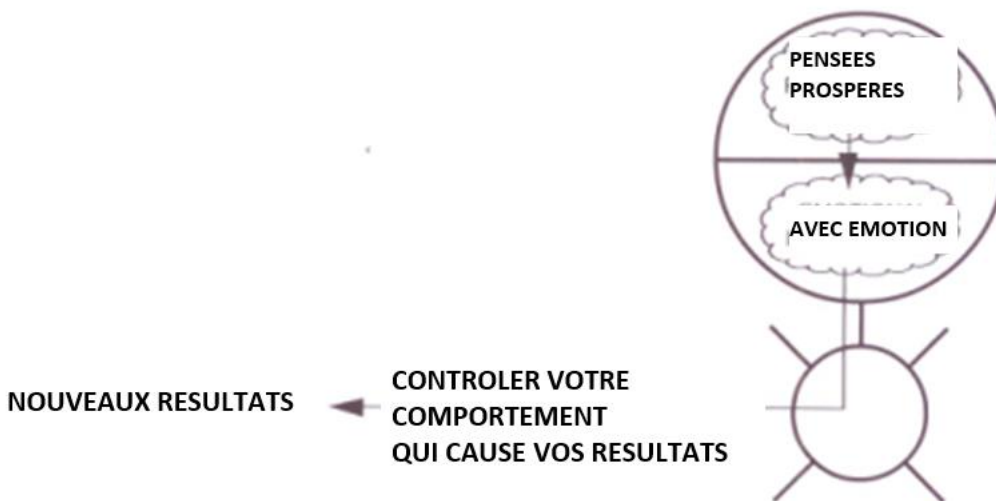 PENSEES
PROSPERES
AVEC EMOTION
CONTROLER VOTRE
COMPORTEMENT
QUI CAUSE VOS RESULTATS
NOUVEAUX RESULTATS